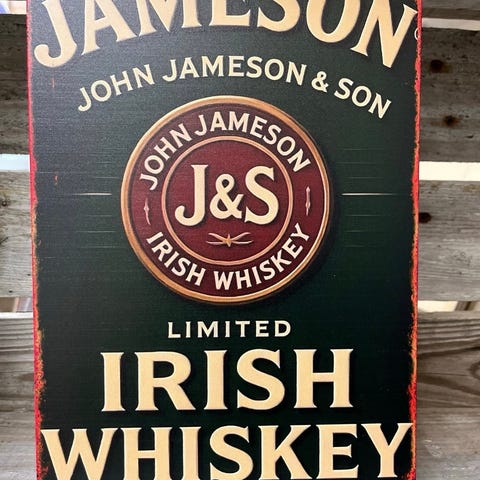 JAMESON
JOHN JAMESON & SON
JOHN JAMESON
J&S
IRISH WHISKEY
LIMITED
IRISH
WHISKEY